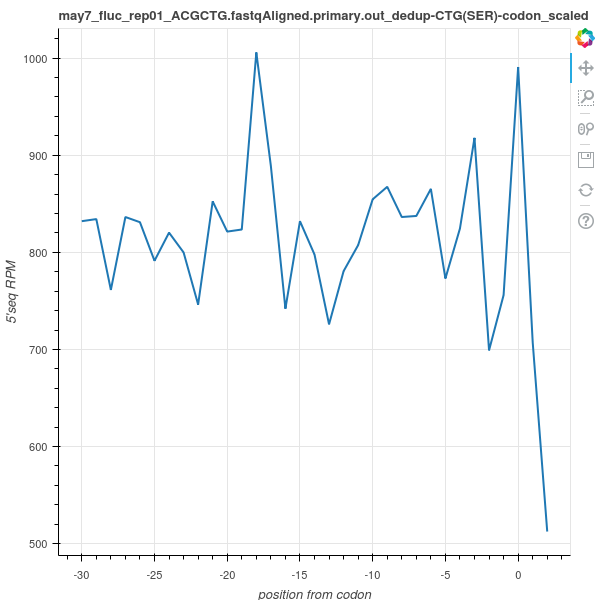 may7_fluc_rep01_ACGCTG.fastqAligned.primary.out_dedup-CTG(SER)-codon_scaled
1000
900
800
700
600
500
5'seq RPM
-30 -25 -20 -15 -10 -5 0
position from codon